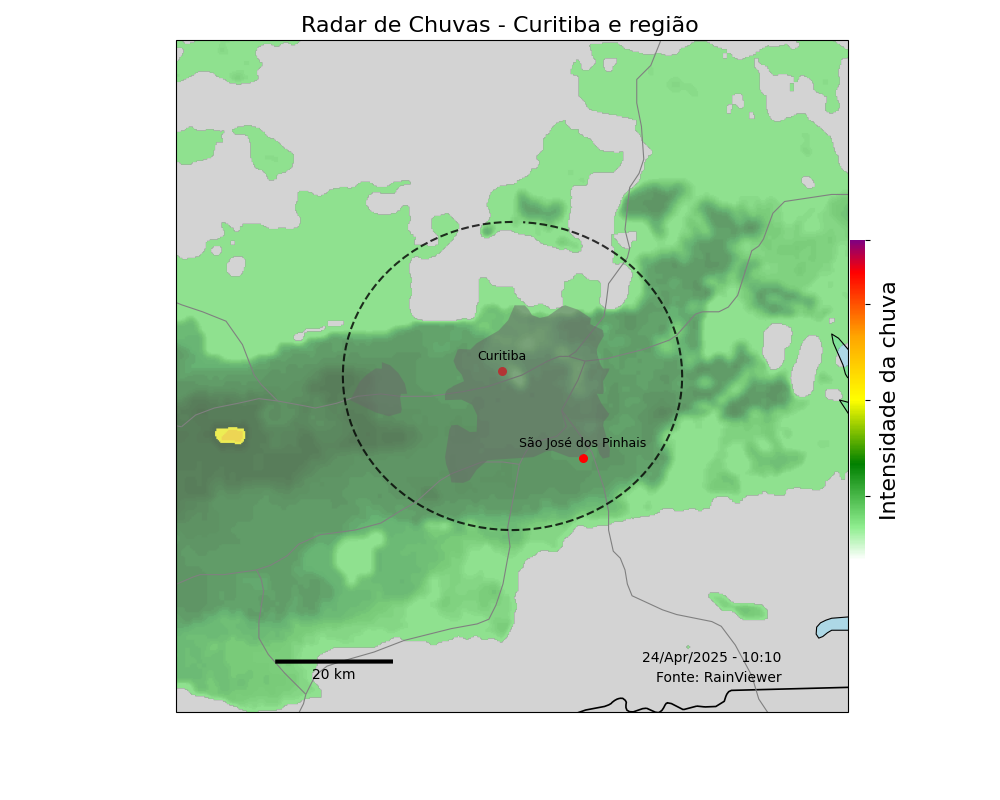 Radar de Chuvas - Curitiba e região
Curitiba
São José dos Pinhais
Intensidade da chuva
20 km
24/Apr/2025 - 10:10
Fonte: RainViewer